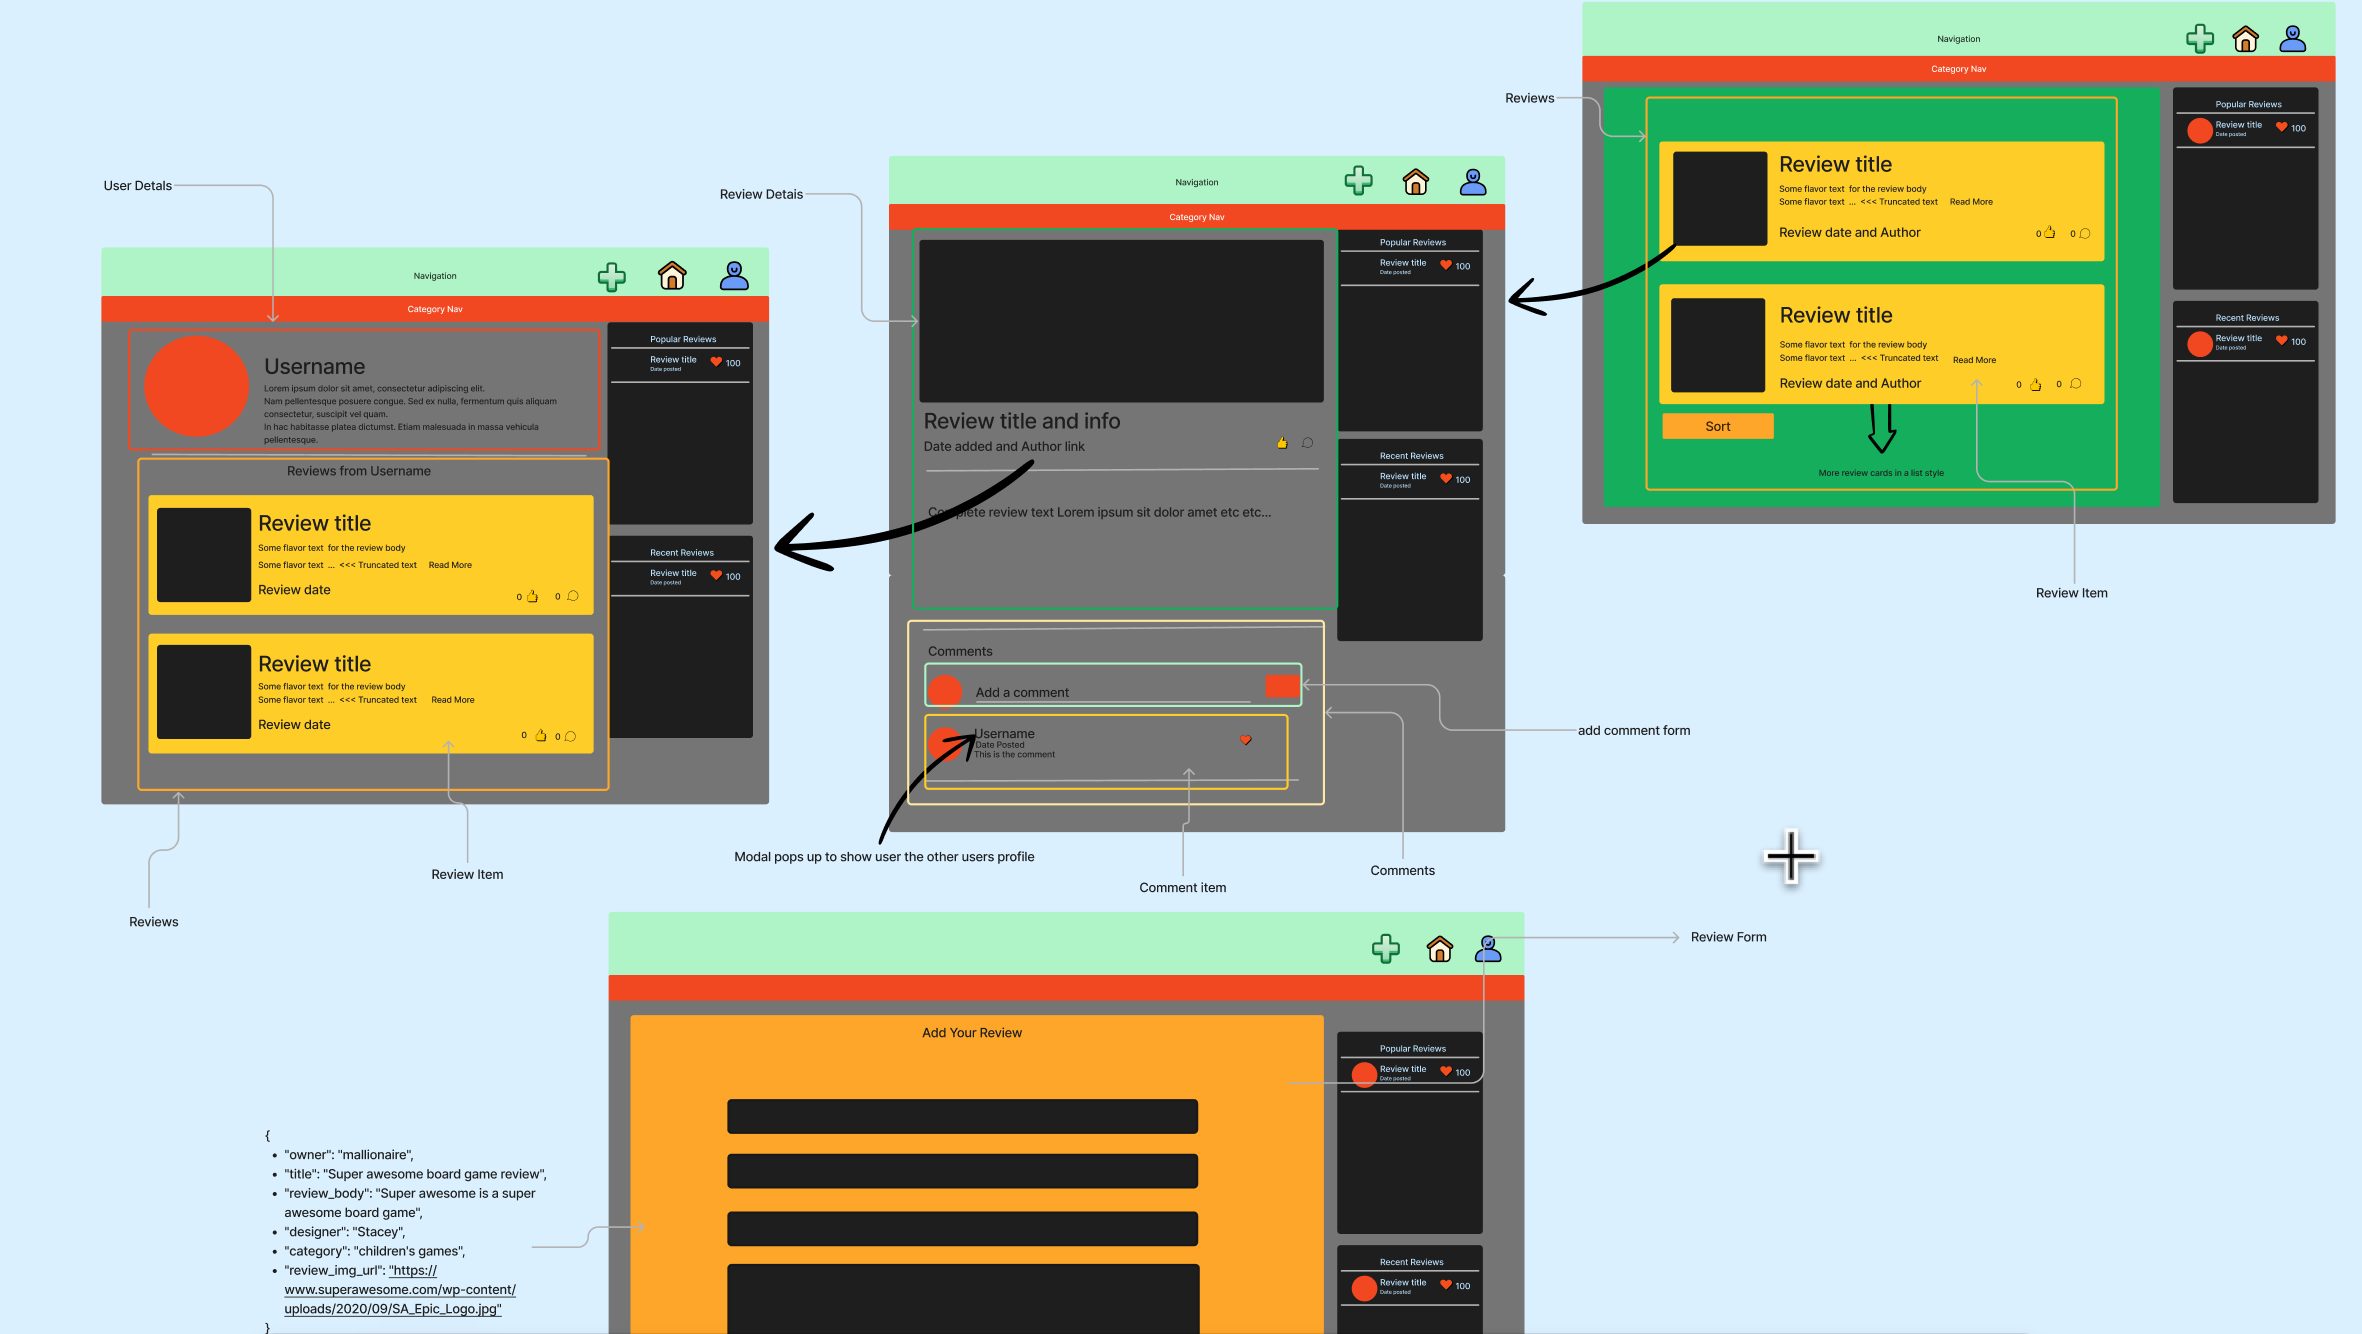 Navigation
Category Nav
Reviews
Review title
Some flavor text for the review body
Some flavor text ... <<< Truncated text Read More
Review date and Author
0 0
Review title
Some flavor text for the review body
Some flavor text ... <<< Truncated text Read More
Review date and Author
0 0
Sort
More review cards in a list style
Popular Reviews
Review title
Date posted
100
Recent Reviews
Review title
Date posted
100
Review Item
Review Detais
Navigation
Category Nav
Review title and info
Date added and Author link
Complete review text Lorem ipsum sit dolor amet etc etc...
Popular Reviews
Review title
Date posted
100
Recent Reviews
Review title
Date posted
100
Comments
Add a comment
Username
Date Posted
This is the comment
add comment form
Modal pops up to show user the other users profile
Comment item
Comments
User Detals
Navigation
Category Nav
Username
Lorem ipsum dolor sit amet, consectetur adipiscing elit.
Nam pellentesque posuere congue. Sed ex nulla, fermentum quis aliquam
consectetur, suscipit vel quam.
In hac habitasse platea dictumst. Etiam malesuada in massa vehicula
pellentesque.
Reviews from Username
Review title
Some flavor text for the review body
Some flavor text ... <<< Truncated text Read More
Review date
0 0
Review title
Some flavor text for the review body
Some flavor text ... <<< Truncated text Read More
Review date
0 0
Popular Reviews
Review title
Date posted
100
Recent Reviews
Review title
Date posted
100
Reviews
Review Item
Review Form
Add Your Review
Popular Reviews
Review title
Date posted
100
Recent Reviews
Review title
Date posted
100
{
• "owner": "mallionaire",
• "title": "Super awesome board game review",
• "review_body": "Super awesome is a super
awesome board game",
• "designer": "Stacey",
• "category": "children's games",
• "review_img_url": "https://
www.superawesome.com/wp-content/
uploads/2020/09/SA_Epic_Logo.jpg"
}